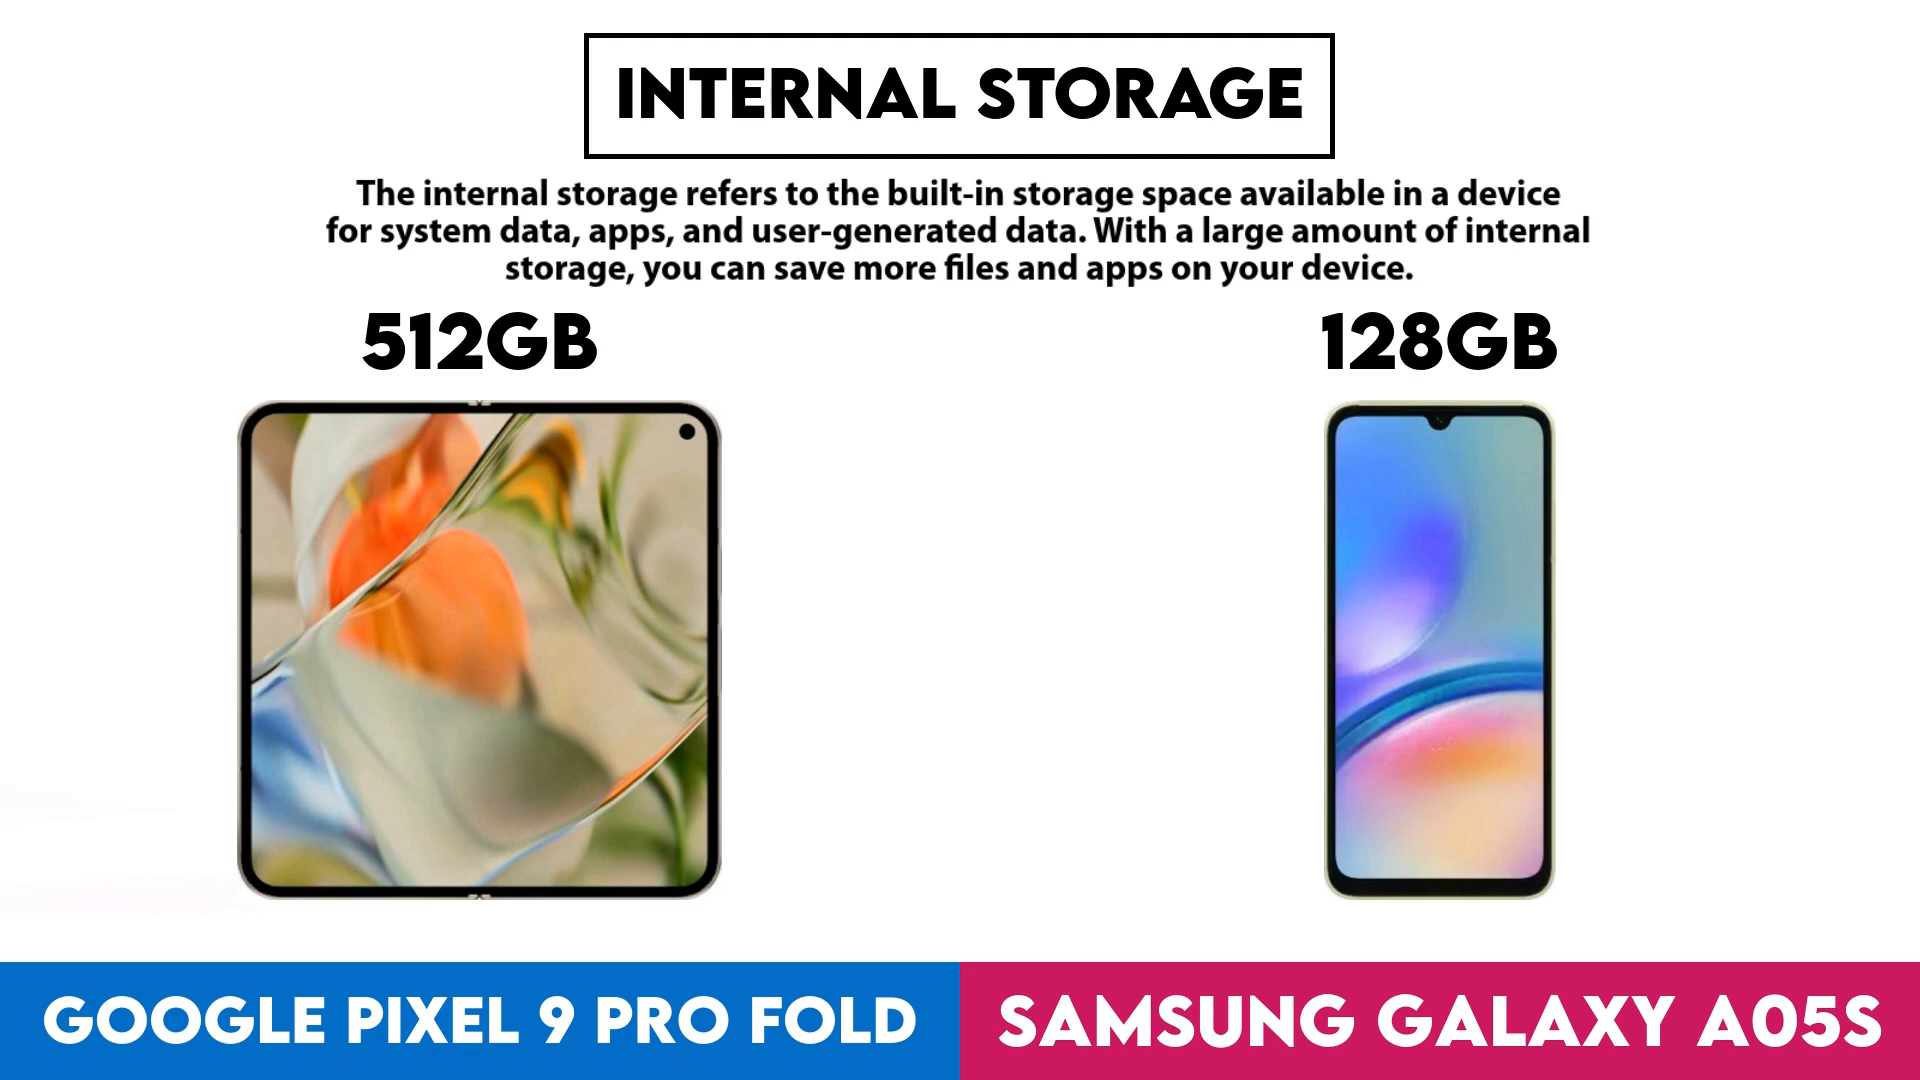 INTERNAL STORAGE
The internal storage refers to the built-in storage space available in a device
for system data, apps, and user-generated data. With a large amount of internal
storage, you can save more files and apps on your device.
512GB
128GB
GOOGLE PIXEL 9 PRO FOLD
SAMSUNG GALAXY A05S